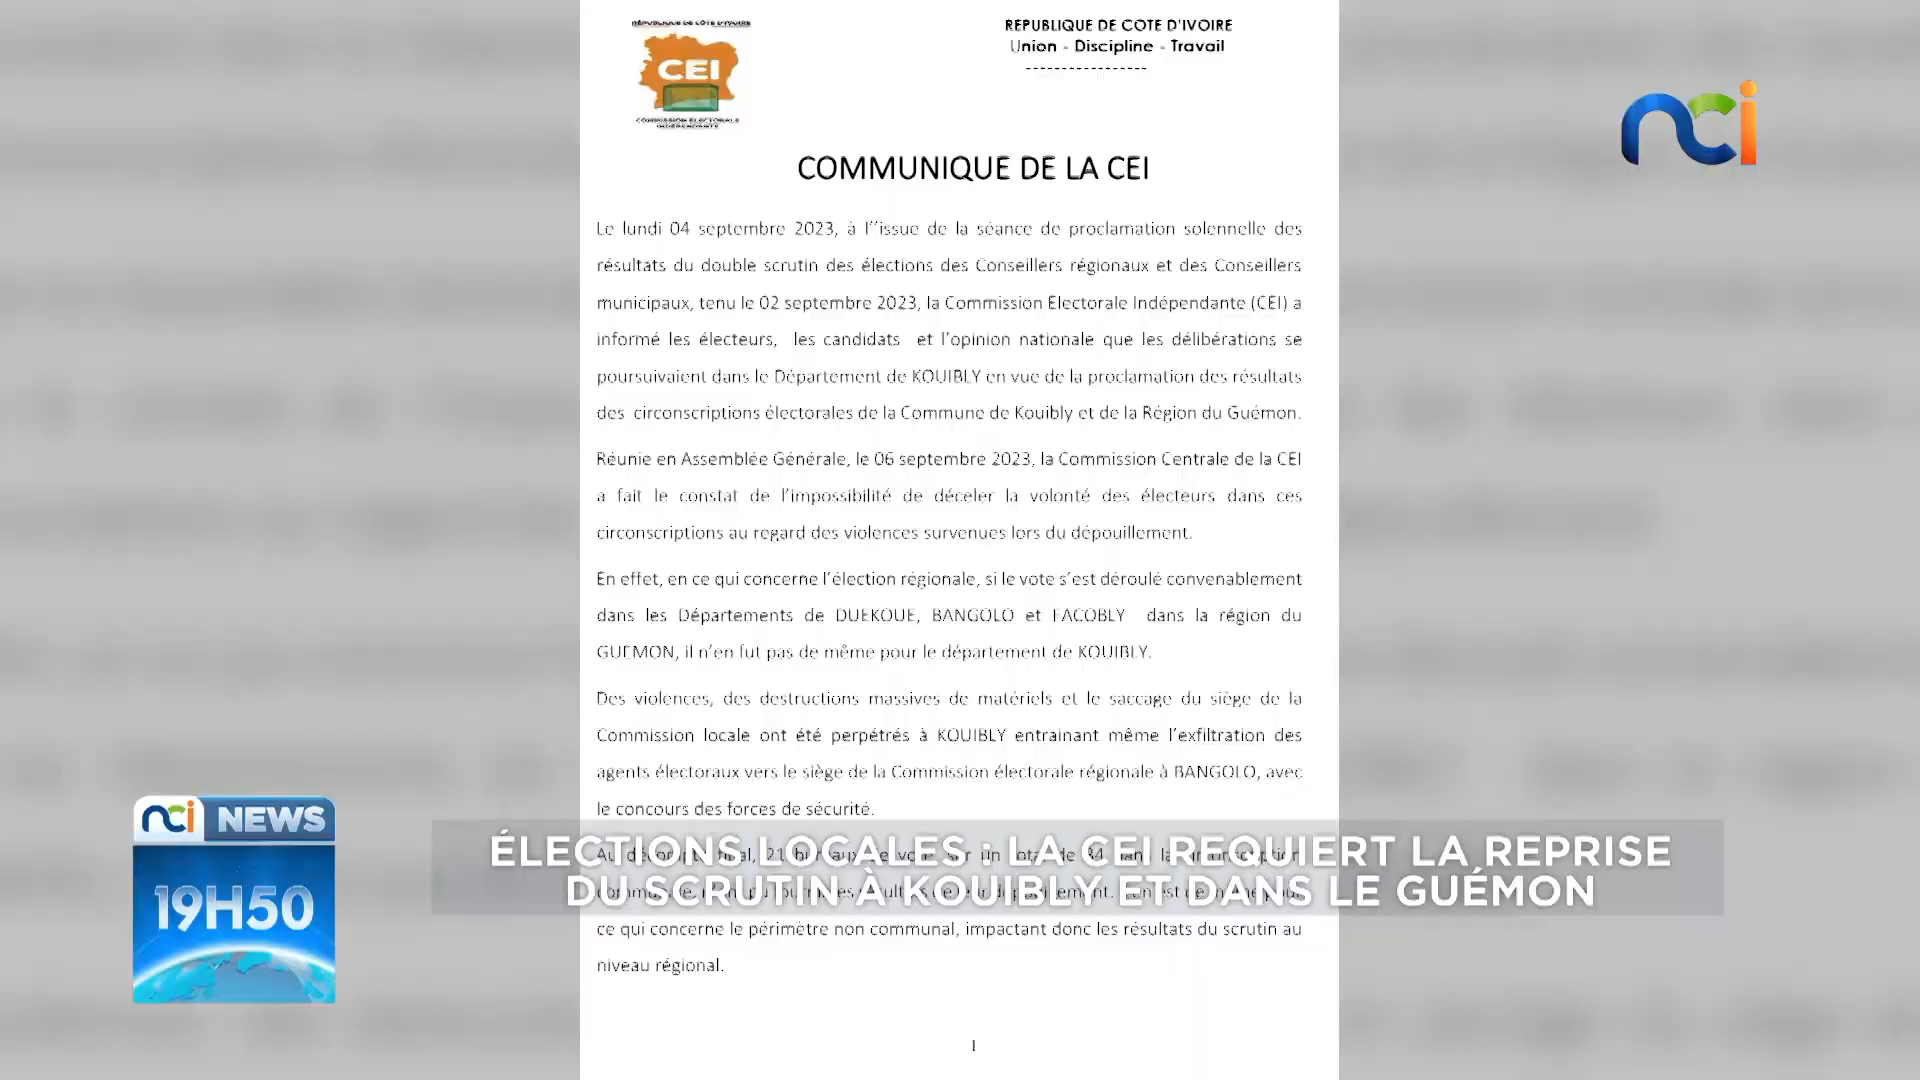 RÉPUBLIQUE DE CÔTE D'IVOIRE
CEI
COMMISSION ÉLECTORALE
INDÉPENDANTE
REPUBLIQUE DE COTE D'IVOIRE
Union - Discipline - Travail
----------------
nci
COMMUNIQUE DE LA CEI
Le lundi 04 septembre 2023, à l''issue de la séance de proclamation solennelle des
résultats du double scrutin des élections des Conseillers régionaux et des Conseillers
municipaux, tenu le 02 septembre 2023, la Commission Electorale Indépendante (CEI) a
informé les électeurs, les candidats et l'opinion nationale que les délibérations se
poursuivaient dans le Département de KOUIBLY en vue de la proclamation des résultats
des circonscriptions électorales de la Commune de Kouibly et de la Région du Guémon.
Réunie en Assemblée Générale, le 06 septembre 2023, la Commission Centrale de la CEI
a fait le constat de l'impossibilité de déceler la volonté des électeurs dans ces
circonscriptions au regard des violences survenues lors du dépouillement.
En effet, en ce qui concerne l'élection régionale, si le vote s'est déroulé convenablement
dans les Départements de DUEKOUE, BANGOLO et FACOBLY dans la région du
GUEMON, il n'en fut pas de même pour le département de KOUIBLY.
Des violences, des destructions massives de matériels et le saccage du siège de la
Commission locale ont été perpétrés à KOUIBLY entrainant même l'exfiltration des
agents électoraux vers le siège de la Commission électorale régionale à BANGOLO, avec
le concours des forces de sécurité.
Au final, 21 un total de 84
ce qui concerne le périmètre non communal, impactant donc les résultats du scrutin au
niveau régional.
1
nci NEWS
19H50
ÉLECTIONS LOCALES : LA CEI REQUIERT LA REPRISE
DU SCRUTIN À KOUIBLY ET DANS LE GUÉMON